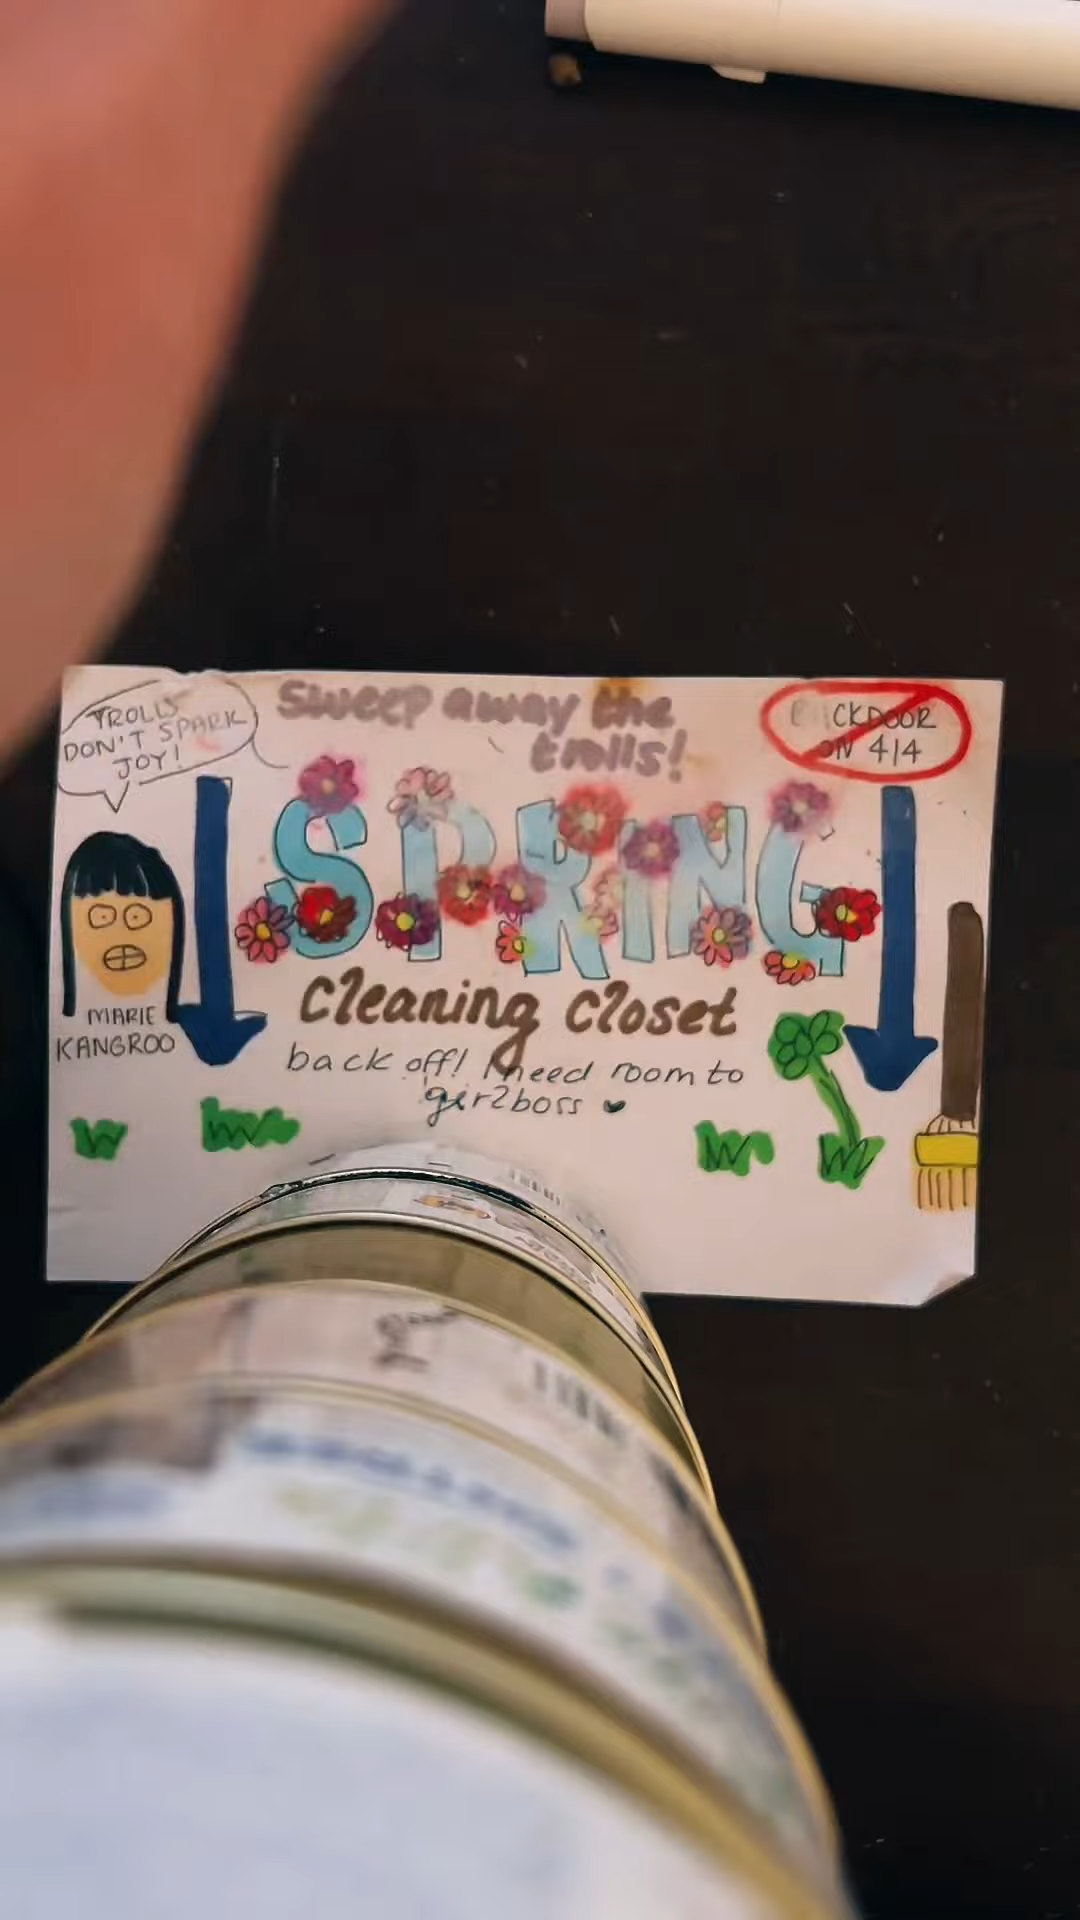 TROLLS
DON'T SPARK
JOY!
Sweep away the
trolls!
ON 4/4
SPRING
cleaning closet
MARIE
KANGROO
back off! I need room to
girlboss